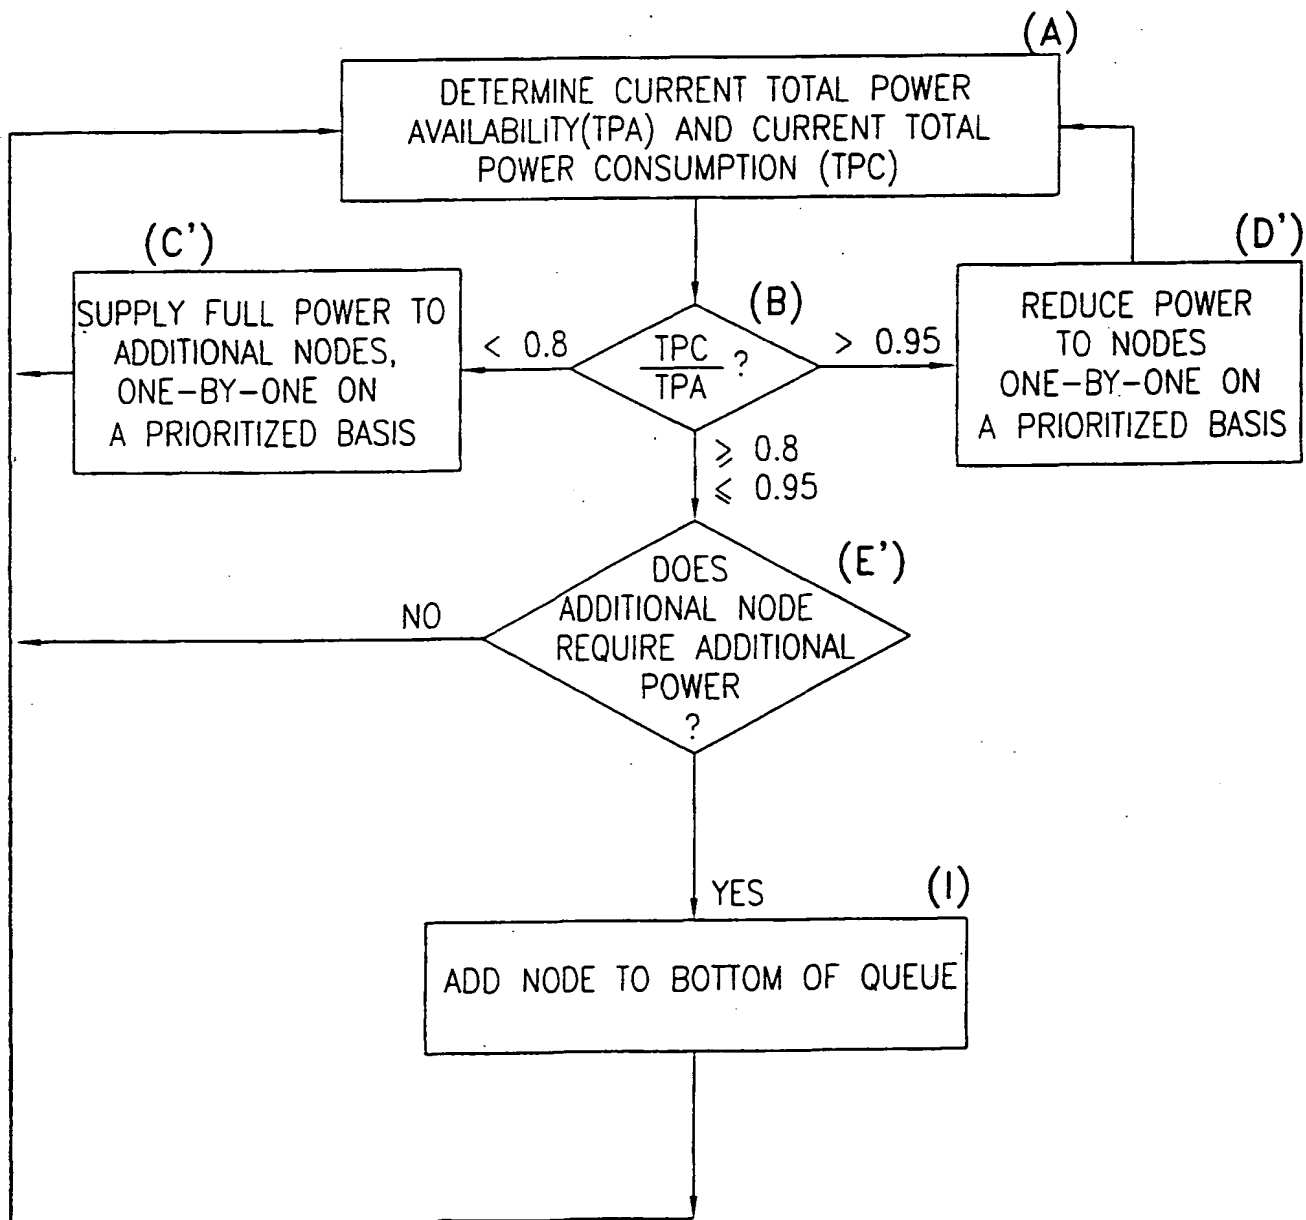 (A)
DETERMINE CURRENT TOTAL POWER
AVAILABILITY(TPA) AND CURRENT TOTAL
POWER CONSUMPTION (TPC)
(C')
SUPPLY FULL POWER TO
ADDITIONAL NODES,
ONE-BY-ONE ON
A PRIORITIZED BASIS
< 0.8
(B)
TPC
TPA
?
> 0.95
(D')
REDUCE POWER
TO NODES
ONE-BY-ONE ON
A PRIORITIZED BASIS
⩾ 0.8
⩽ 0.95
(E')
DOES
ADDITIONAL NODE
REQUIRE ADDITIONAL
POWER
?
NO
YES
(I)
ADD NODE TO BOTTOM OF QUEUE